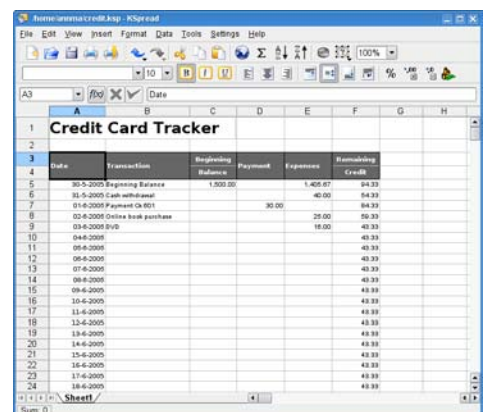 home/anmma/credit.ksp - KSpread
File Edit View Insert Format Data Tools Settings Help
100%
10 B I U %
A3 Date
A B C D E F G H
1 Credit Card Tracker
2
3 Date Transaction Beginning Payment Expenses Remaining
4 Balance Credit
5 30-5-2005 Beginning Balance 1,500.00 1,405.67 94.33
6 31-5-2005 Cash withdrawal 40.00 54.33
7 01-6-2005 Payment Ck 601 30.00 84.33
8 02-6-2005 Online book purchase 25.00 59.33
9 03-6-2005 DVD 16.00 43.33
10 04-6-2005 43.33
11 05-6-2005 43.33
12 06-6-2005 43.33
13 07-6-2005 43.33
14 08-6-2005 43.33
15 09-6-2005 43.33
16 10-6-2005 43.33
17 11-6-2005 43.33
18 12-6-2005 43.33
19 13-6-2005 43.33
20 14-6-2005 43.33
21 15-6-2005 43.33
22 16-6-2005 43.33
23 17-6-2005 43.33
24 18-6-2005 43.33
Sheet1
Sum: 0